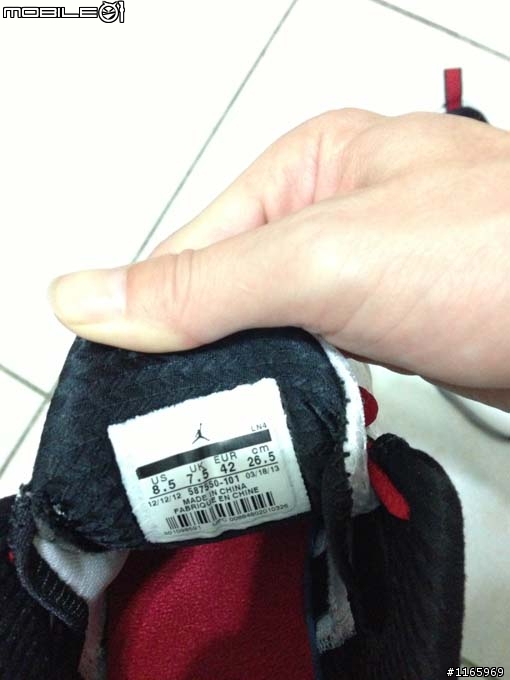 MOBILE01
LN4
US UK EUR cm
8.5 7.5 42 26.5
12/12/12 587550-101 03/18/13
MADE IN CHINA
FABRIQUE EN CHINE
#1165969